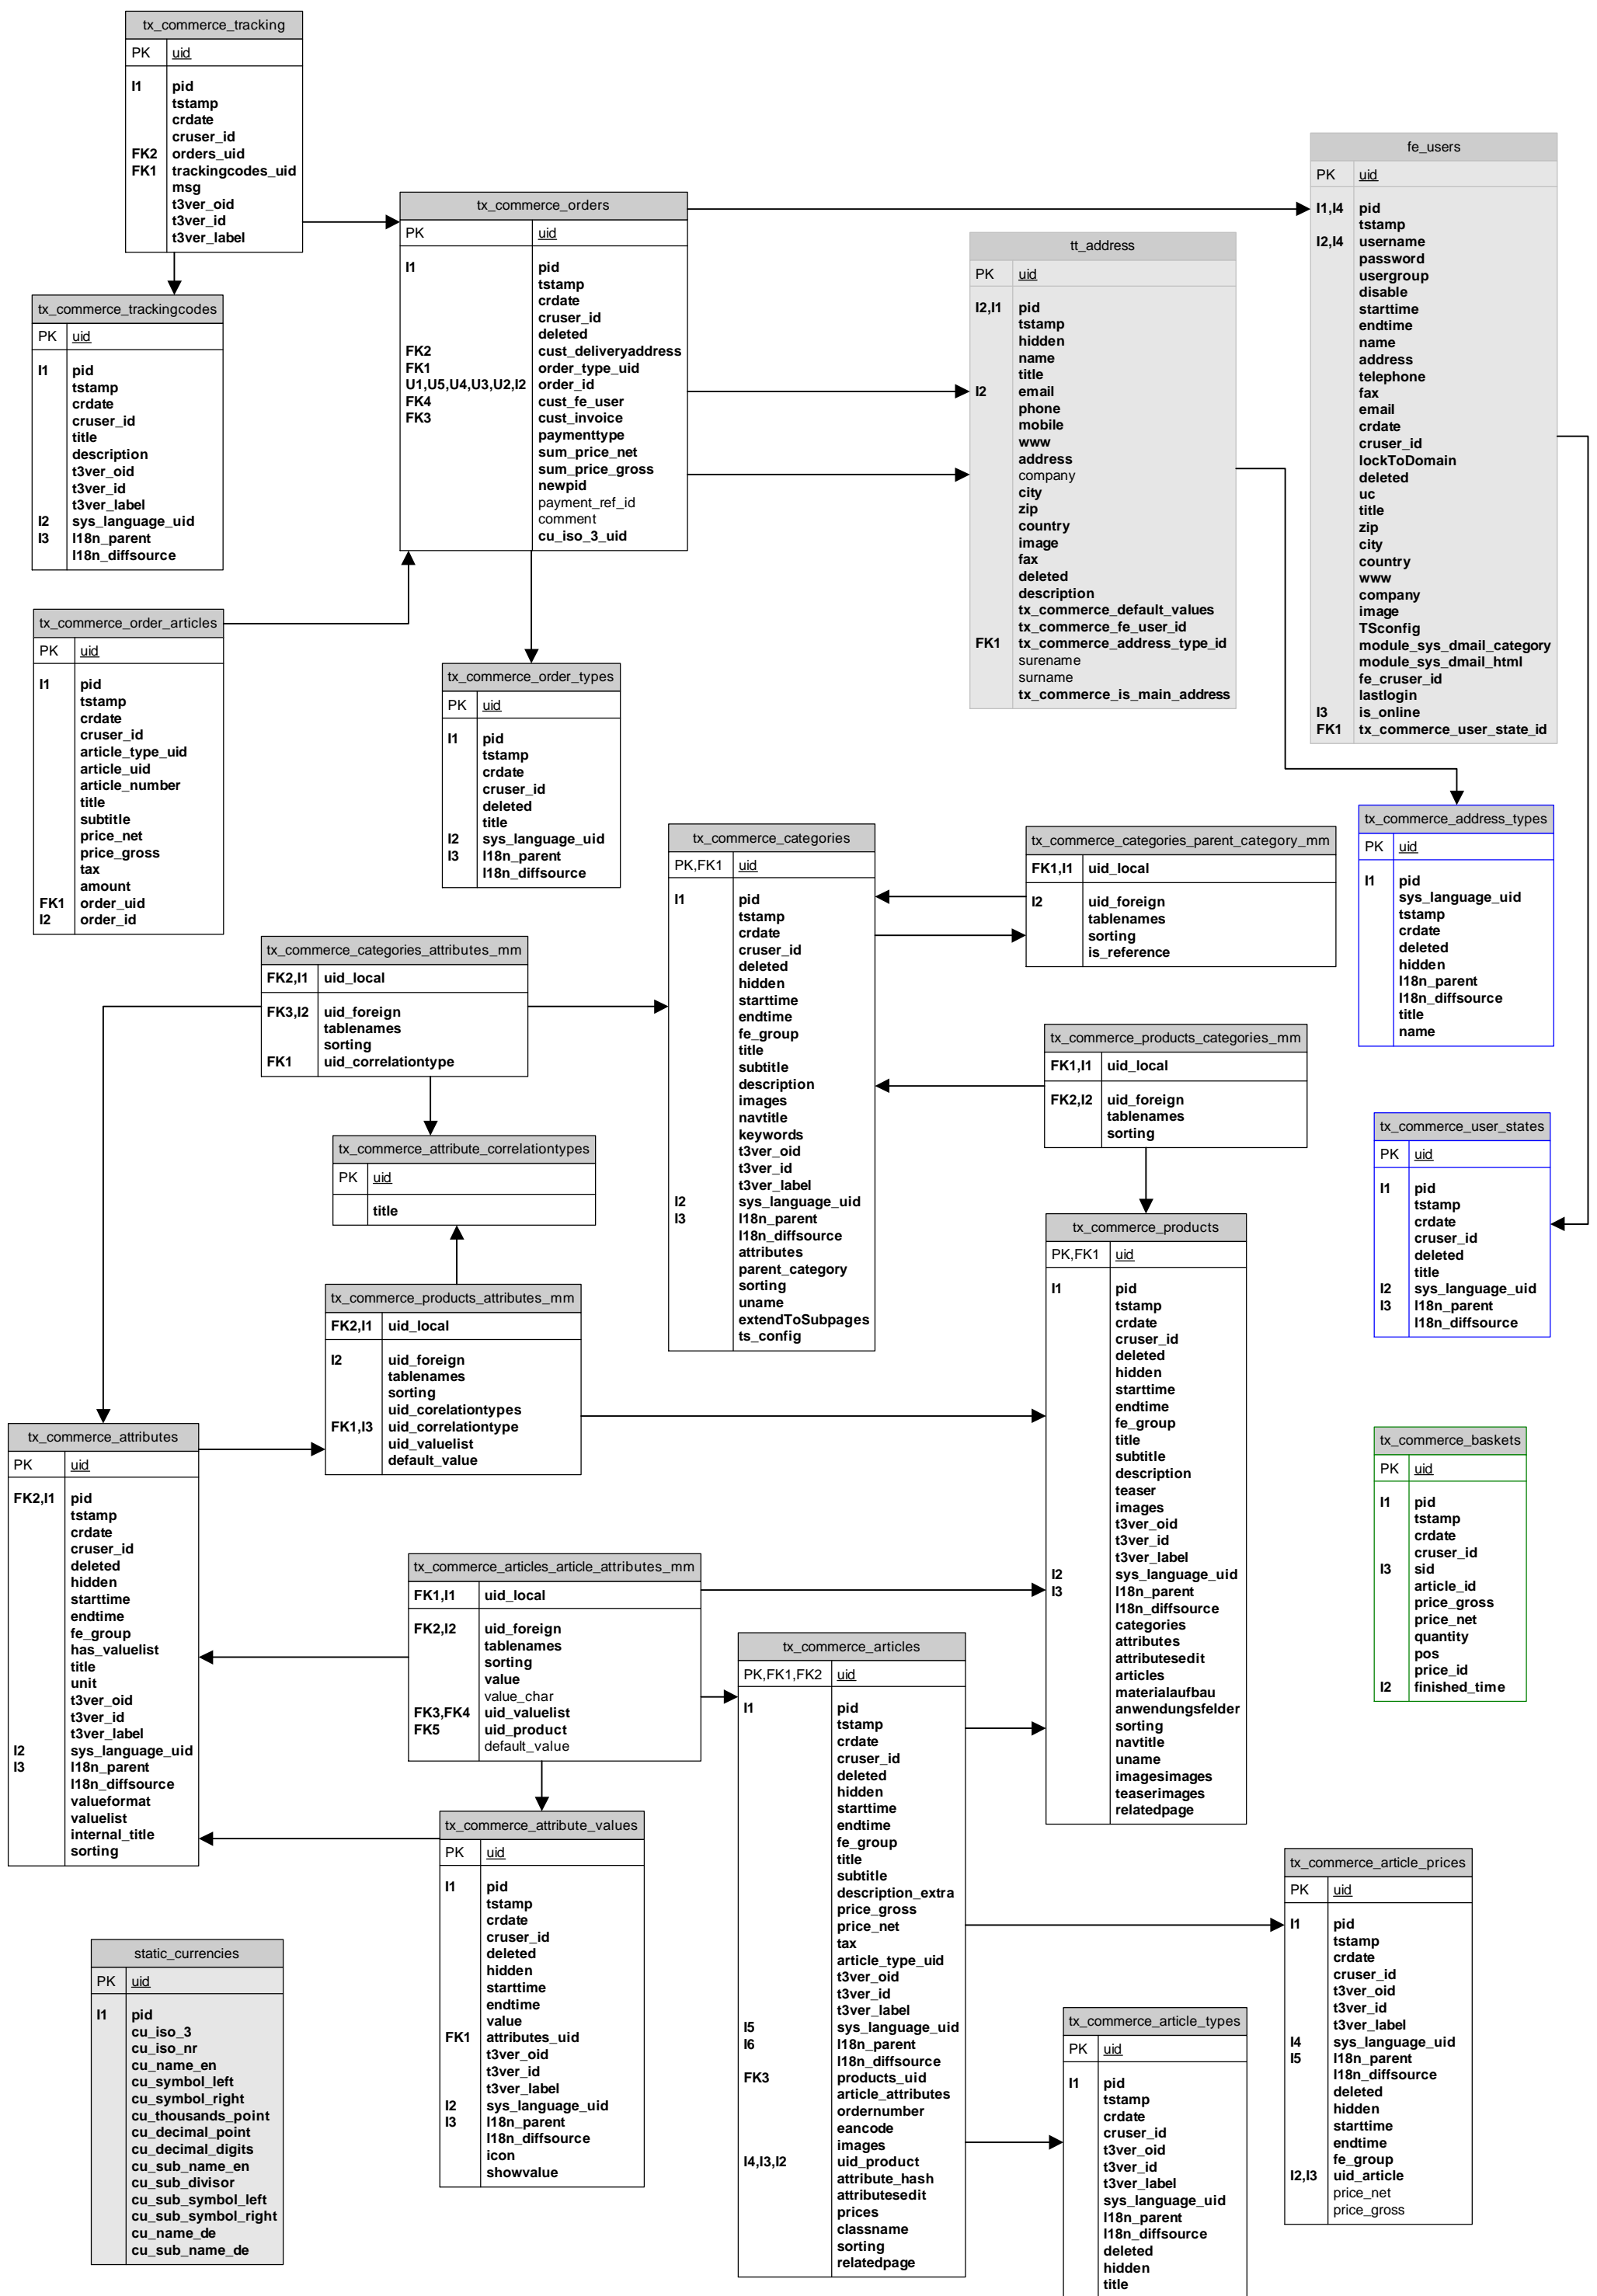 tx_commerce_tracking
PK uid
I1 pid
tstamp
crdate
cruser_id
FK2 orders_uid
FK1 trackingcodes_uid
msg
t3ver_oid
t3ver_id
t3ver_label
tx_commerce_trackingcodes
PK uid
I1 pid
tstamp
crdate
cruser_id
title
description
t3ver_oid
t3ver_id
t3ver_label
I2 sys_language_uid
I3 l18n_parent
l18n_diffsource
tx_commerce_orders
PK uid
I1 pid
tstamp
crdate
cruser_id
deleted
FK2 cust_deliveryaddress
FK1 order_type_uid
U1,U5,U4,U3,U2,I2 order_id
FK4 cust_fe_user
FK3 cust_invoice
paymenttype
sum_price_net
sum_price_gross
newpid
payment_ref_id
comment
cu_iso_3_uid
tt_address
PK uid
I2,I1 pid
tstamp
hidden
name
title
I2 email
phone
mobile
www
address
company
city
zip
country
image
fax
deleted
description
tx_commerce_default_values
tx_commerce_fe_user_id
FK1 tx_commerce_address_type_id
surename
surname
tx_commerce_is_main_address
fe_users
PK uid
I1,I4 pid
tstamp
I2,I4 username
password
usergroup
disable
starttime
endtime
name
address
telephone
fax
email
crdate
cruser_id
lockToDomain
deleted
uc
title
zip
city
country
www
company
image
TSconfig
module_sys_dmail_category
module_sys_dmail_html
fe_cruser_id
lastlogin
I3 is_online
FK1 tx_commerce_user_state_id
tx_commerce_order_articles
PK uid
I1 pid
tstamp
crdate
cruser_id
article_type_uid
article_uid
article_number
title
subtitle
price_net
price_gross
tax
amount
FK1 order_uid
I2 order_id
tx_commerce_order_types
PK uid
I1 pid
tstamp
crdate
cruser_id
deleted
title
I2 sys_language_uid
I3 l18n_parent
l18n_diffsource
tx_commerce_categories
PK,FK1 uid
I1 pid
tstamp
crdate
cruser_id
deleted
hidden
starttime
endtime
fe_group
title
subtitle
description
images
navtitle
keywords
t3ver_oid
t3ver_id
t3ver_label
I2 sys_language_uid
I3 l18n_parent
l18n_diffsource
attributes
parent_category
sorting
uname
extendToSubpages
ts_config
tx_commerce_categories_parent_category_mm
FK1,I1 uid_local
I2 uid_foreign
tablenames
sorting
is_reference
tx_commerce_address_types
PK uid
I1 pid
sys_language_uid
tstamp
crdate
deleted
hidden
l18n_parent
l18n_diffsource
title
name
tx_commerce_categories_attributes_mm
FK2,I1 uid_local
FK3,I2 uid_foreign
tablenames
sorting
FK1 uid_correlationtype
tx_commerce_products_categories_mm
FK1,I1 uid_local
FK2,I2 uid_foreign
tablenames
sorting
tx_commerce_attribute_correlationtypes
PK uid
title
tx_commerce_user_states
PK uid
I1 pid
tstamp
crdate
cruser_id
deleted
title
I2 sys_language_uid
I3 l18n_parent
l18n_diffsource
tx_commerce_products
PK,FK1 uid
I1 pid
tstamp
crdate
cruser_id
deleted
hidden
starttime
endtime
fe_group
title
subtitle
description
teaser
images
t3ver_oid
t3ver_id
t3ver_label
I2 sys_language_uid
I3 l18n_parent
l18n_diffsource
categories
attributes
attributesedit
articles
materialaufbau
anwendungsfelder
sorting
navtitle
uname
imagesimages
teaserimages
relatedpage
tx_commerce_products_attributes_mm
FK2,I1 uid_local
I2 uid_foreign
tablenames
sorting
uid_corelationtypes
FK1,I3 uid_correlationtype
uid_valuelist
default_value
tx_commerce_attributes
PK uid
FK2,I1 pid
tstamp
crdate
cruser_id
deleted
hidden
starttime
endtime
fe_group
has_valuelist
title
unit
t3ver_oid
t3ver_id
t3ver_label
I2 sys_language_uid
I3 l18n_parent
l18n_diffsource
valueformat
valuelist
internal_title
sorting
tx_commerce_baskets
PK uid
I1 pid
tstamp
crdate
cruser_id
I3 sid
article_id
price_gross
price_net
quantity
pos
price_id
I2 finished_time
tx_commerce_articles_article_attributes_mm
FK1,I1 uid_local
FK2,I2 uid_foreign
tablenames
sorting
value
value_char
FK3,FK4 uid_valuelist
FK5 uid_product
default_value
tx_commerce_articles
PK,FK1,FK2 uid
I1 pid
tstamp
crdate
cruser_id
deleted
hidden
starttime
endtime
fe_group
title
subtitle
description_extra
price_gross
price_net
tax
article_type_uid
t3ver_oid
t3ver_id
t3ver_label
I5 sys_language_uid
I6 l18n_parent
l18n_diffsource
FK3 products_uid
article_attributes
ordernumber
eancode
images
I4,I3,I2 uid_product
attribute_hash
attributesedit
prices
classname
sorting
relatedpage
tx_commerce_attribute_values
PK uid
I1 pid
tstamp
crdate
cruser_id
deleted
hidden
starttime
endtime
value
FK1 attributes_uid
t3ver_oid
t3ver_id
t3ver_label
I2 sys_language_uid
I3 l18n_parent
l18n_diffsource
icon
showvalue
tx_commerce_article_prices
PK uid
I1 pid
tstamp
crdate
cruser_id
t3ver_oid
t3ver_id
t3ver_label
I4 sys_language_uid
I5 l18n_parent
l18n_diffsource
deleted
hidden
starttime
endtime
fe_group
I2,I3 uid_article
price_net
price_gross
static_currencies
PK uid
I1 pid
cu_iso_3
cu_iso_nr
cu_name_en
cu_symbol_left
cu_symbol_right
cu_thousands_point
cu_decimal_point
cu_decimal_digits
cu_sub_name_en
cu_sub_divisor
cu_sub_symbol_left
cu_sub_symbol_right
cu_name_de
cu_sub_name_de
tx_commerce_article_types
PK uid
I1 pid
tstamp
crdate
cruser_id
t3ver_oid
t3ver_id
t3ver_label
sys_language_uid
l18n_parent
l18n_diffsource
deleted
hidden
title